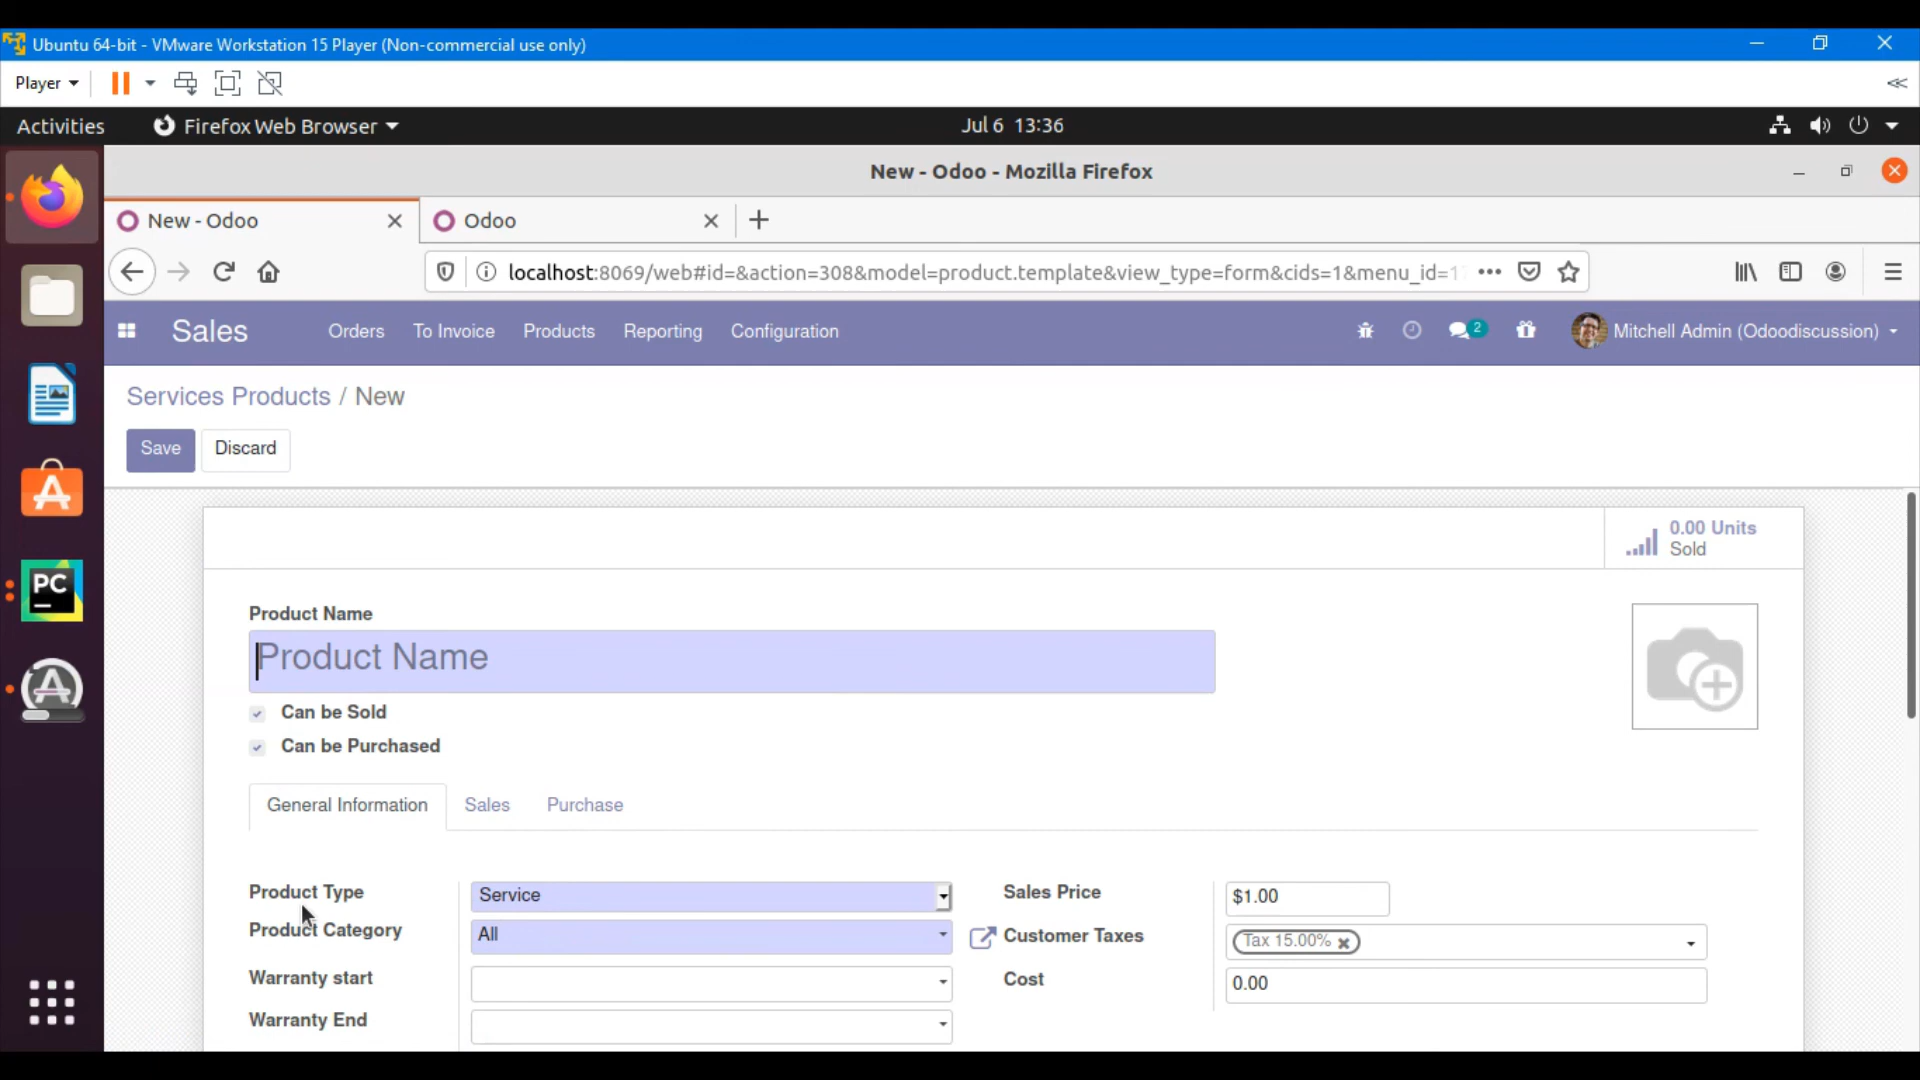 Ubuntu 64-bit - VMware Workstation 15 Player (Non-commercial use only)
Player
Activities
Firefox Web Browser
Jul 6 13:36
New - Odoo - Mozilla Firefox
New - Odoo
Odoo
localhost:8069/web#id=&action=308&model=product.template&view_type=form&cids=1&menu_id=1
Sales
Orders
To Invoice
Products
Reporting
Configuration
2
Mitchell Admin (Odoodiscussion)
Services Products / New
Save
Discard
0.00 Units
Sold
Product Name
Product Name
Can be Sold
Can be Purchased
General Information
Sales
Purchase
Product Type
Service
Sales Price
$1.00
Product Category
All
Customer Taxes
Tax 15.00%
Warranty start
Cost
0.00
Warranty End
PC